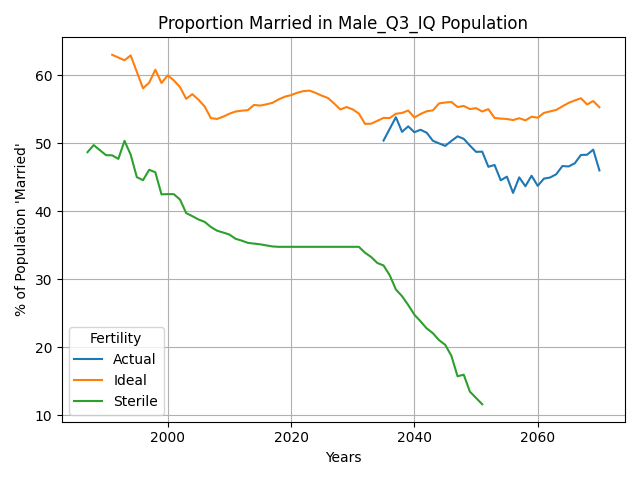 Proportion Married in Male_Q3_IQ Population
% of Population 'Married'
60
50
40
30
20
10
Fertility
Actual
Ideal
Sterile
2000 2020 2040 2060
Years